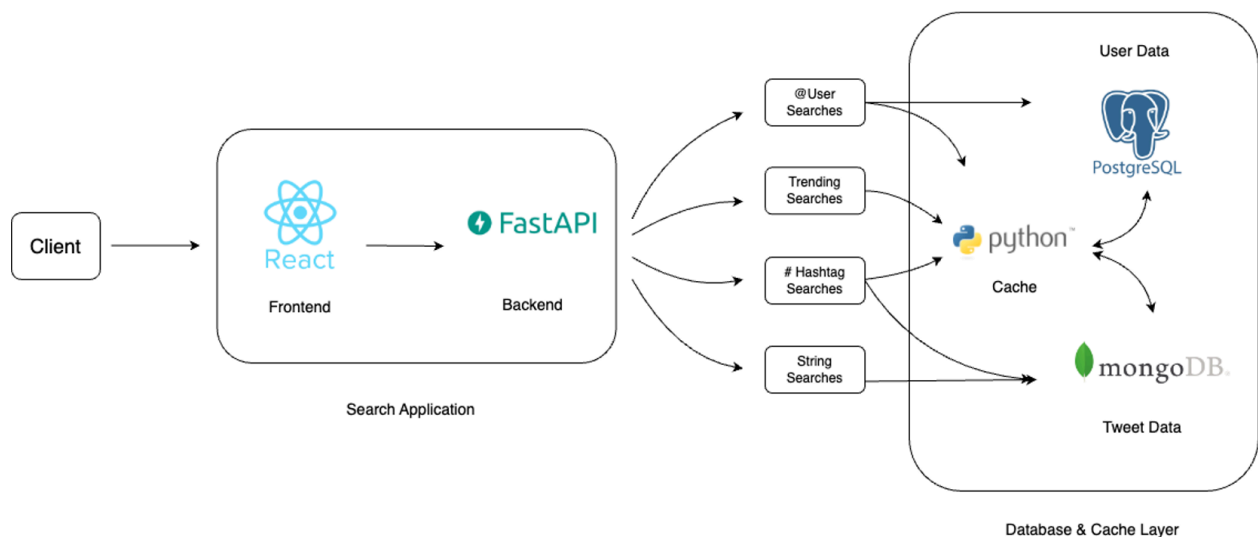 Client
React
Frontend
FastAPI
Backend
Search Application
@User
Searches
Trending
Searches
# Hashtag
Searches
String
Searches
User Data
PostgreSQL
python™
Cache
mongoDB®
Tweet Data
Database & Cache Layer